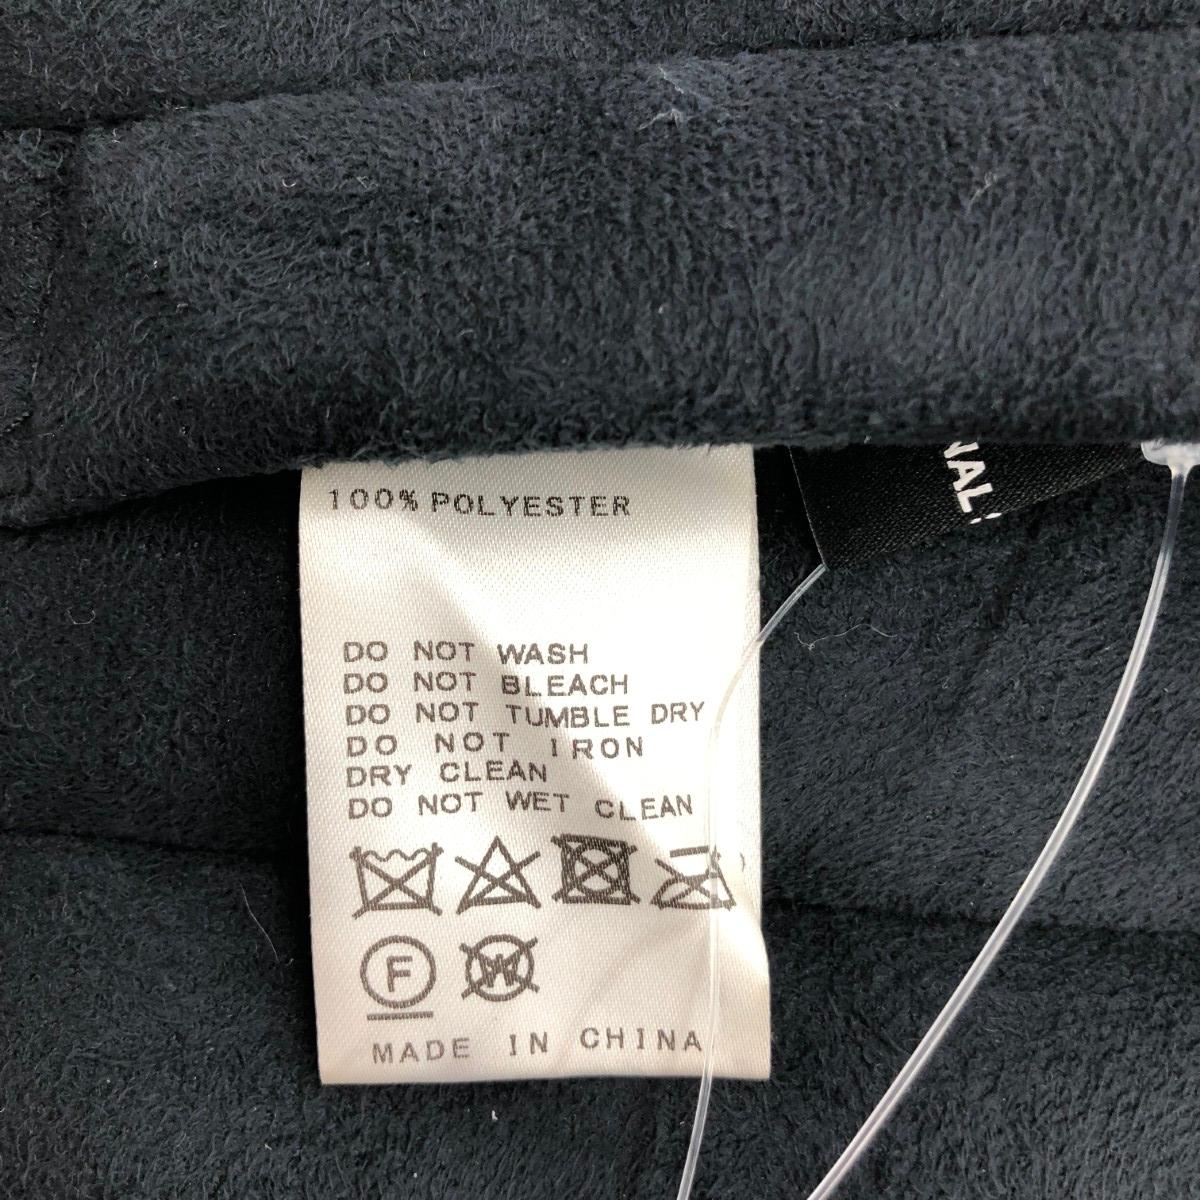 100% POLYESTER
NAL
DO NOT WASH
DO NOT BLEACH
DO NOT TUMBLE DRY
DO NOT IRON
DRY CLEAN
DO NOT WET CLEAN
F
W
MADE IN CHINA